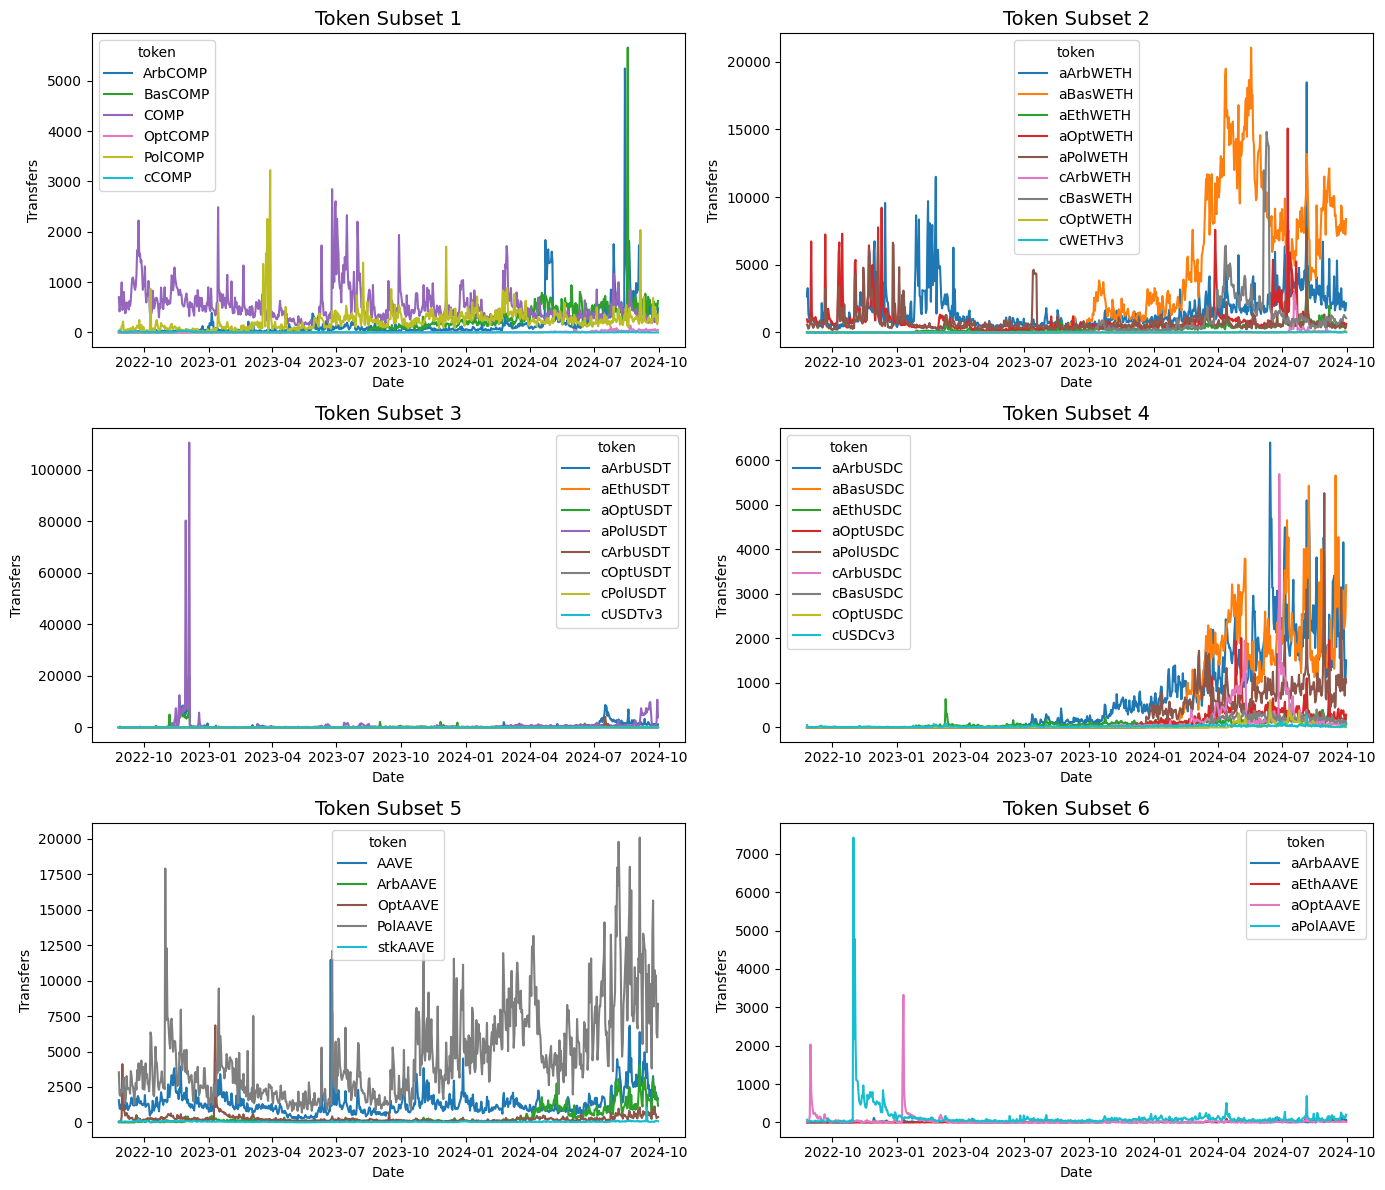 Token Subset 1
token
ArbCOMP
BasCOMP
COMP
OptCOMP
PolCOMP
cCOMP
Transfers
5000
4000
3000
2000
1000
0
2022-10 2023-01 2023-04 2023-07 2023-10 2024-01 2024-04 2024-07 2024-10
Date
Token Subset 2
token
aArbWETH
aBasWETH
aEthWETH
aOptWETH
aPolWETH
cArbWETH
cBasWETH
cOptWETH
cWETHv3
Transfers
20000
15000
10000
5000
0
2022-10 2023-01 2023-04 2023-07 2023-10 2024-01 2024-04 2024-07 2024-10
Date
Token Subset 3
token
aArbUSDT
aEthUSDT
aOptUSDT
aPolUSDT
cArbUSDT
cOptUSDT
cPolUSDT
cUSDTv3
Transfers
100000
80000
60000
40000
20000
0
2022-10 2023-01 2023-04 2023-07 2023-10 2024-01 2024-04 2024-07 2024-10
Date
Token Subset 4
token
aArbUSDC
aBasUSDC
aEthUSDC
aOptUSDC
aPolUSDC
cArbUSDC
cBasUSDC
cOptUSDC
cUSDCv3
Transfers
6000
5000
4000
3000
2000
1000
0
2022-10 2023-01 2023-04 2023-07 2023-10 2024-01 2024-04 2024-07 2024-10
Date
Token Subset 5
token
AAVE
ArbAAVE
OptAAVE
PolAAVE
stkAAVE
Transfers
20000
17500
15000
12500
10000
7500
5000
2500
0
2022-10 2023-01 2023-04 2023-07 2023-10 2024-01 2024-04 2024-07 2024-10
Date
Token Subset 6
token
aArbAAVE
aEthAAVE
aOptAAVE
aPolAAVE
Transfers
7000
6000
5000
4000
3000
2000
1000
0
2022-10 2023-01 2023-04 2023-07 2023-10 2024-01 2024-04 2024-07 2024-10
Date